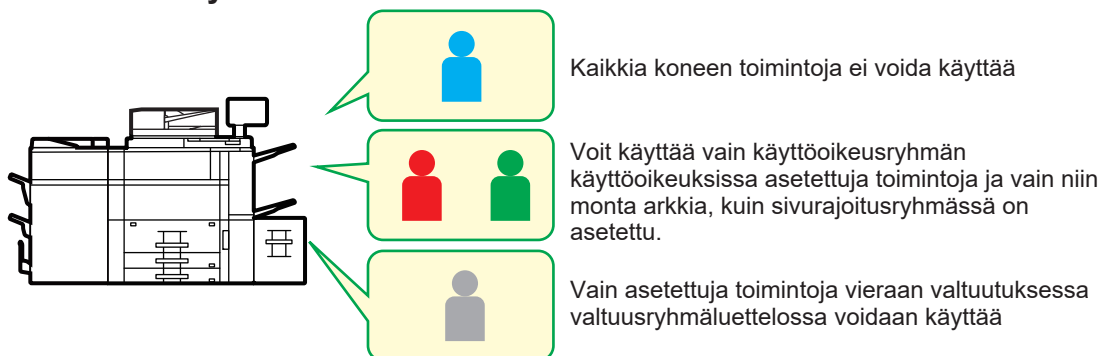 Kaikkia koneen toimintoja ei voida käyttää
Voit käyttää vain käyttöoikeusryhmän
käyttöoikeuksissa asetettuja toimintoja ja vain niin
monta arkkia, kuin sivurajoitusryhmässä on
asetettu.
Vain asetettuja toimintoja vieraan valtuutuksessa
valtuusryhmäluettelossa voidaan käyttää